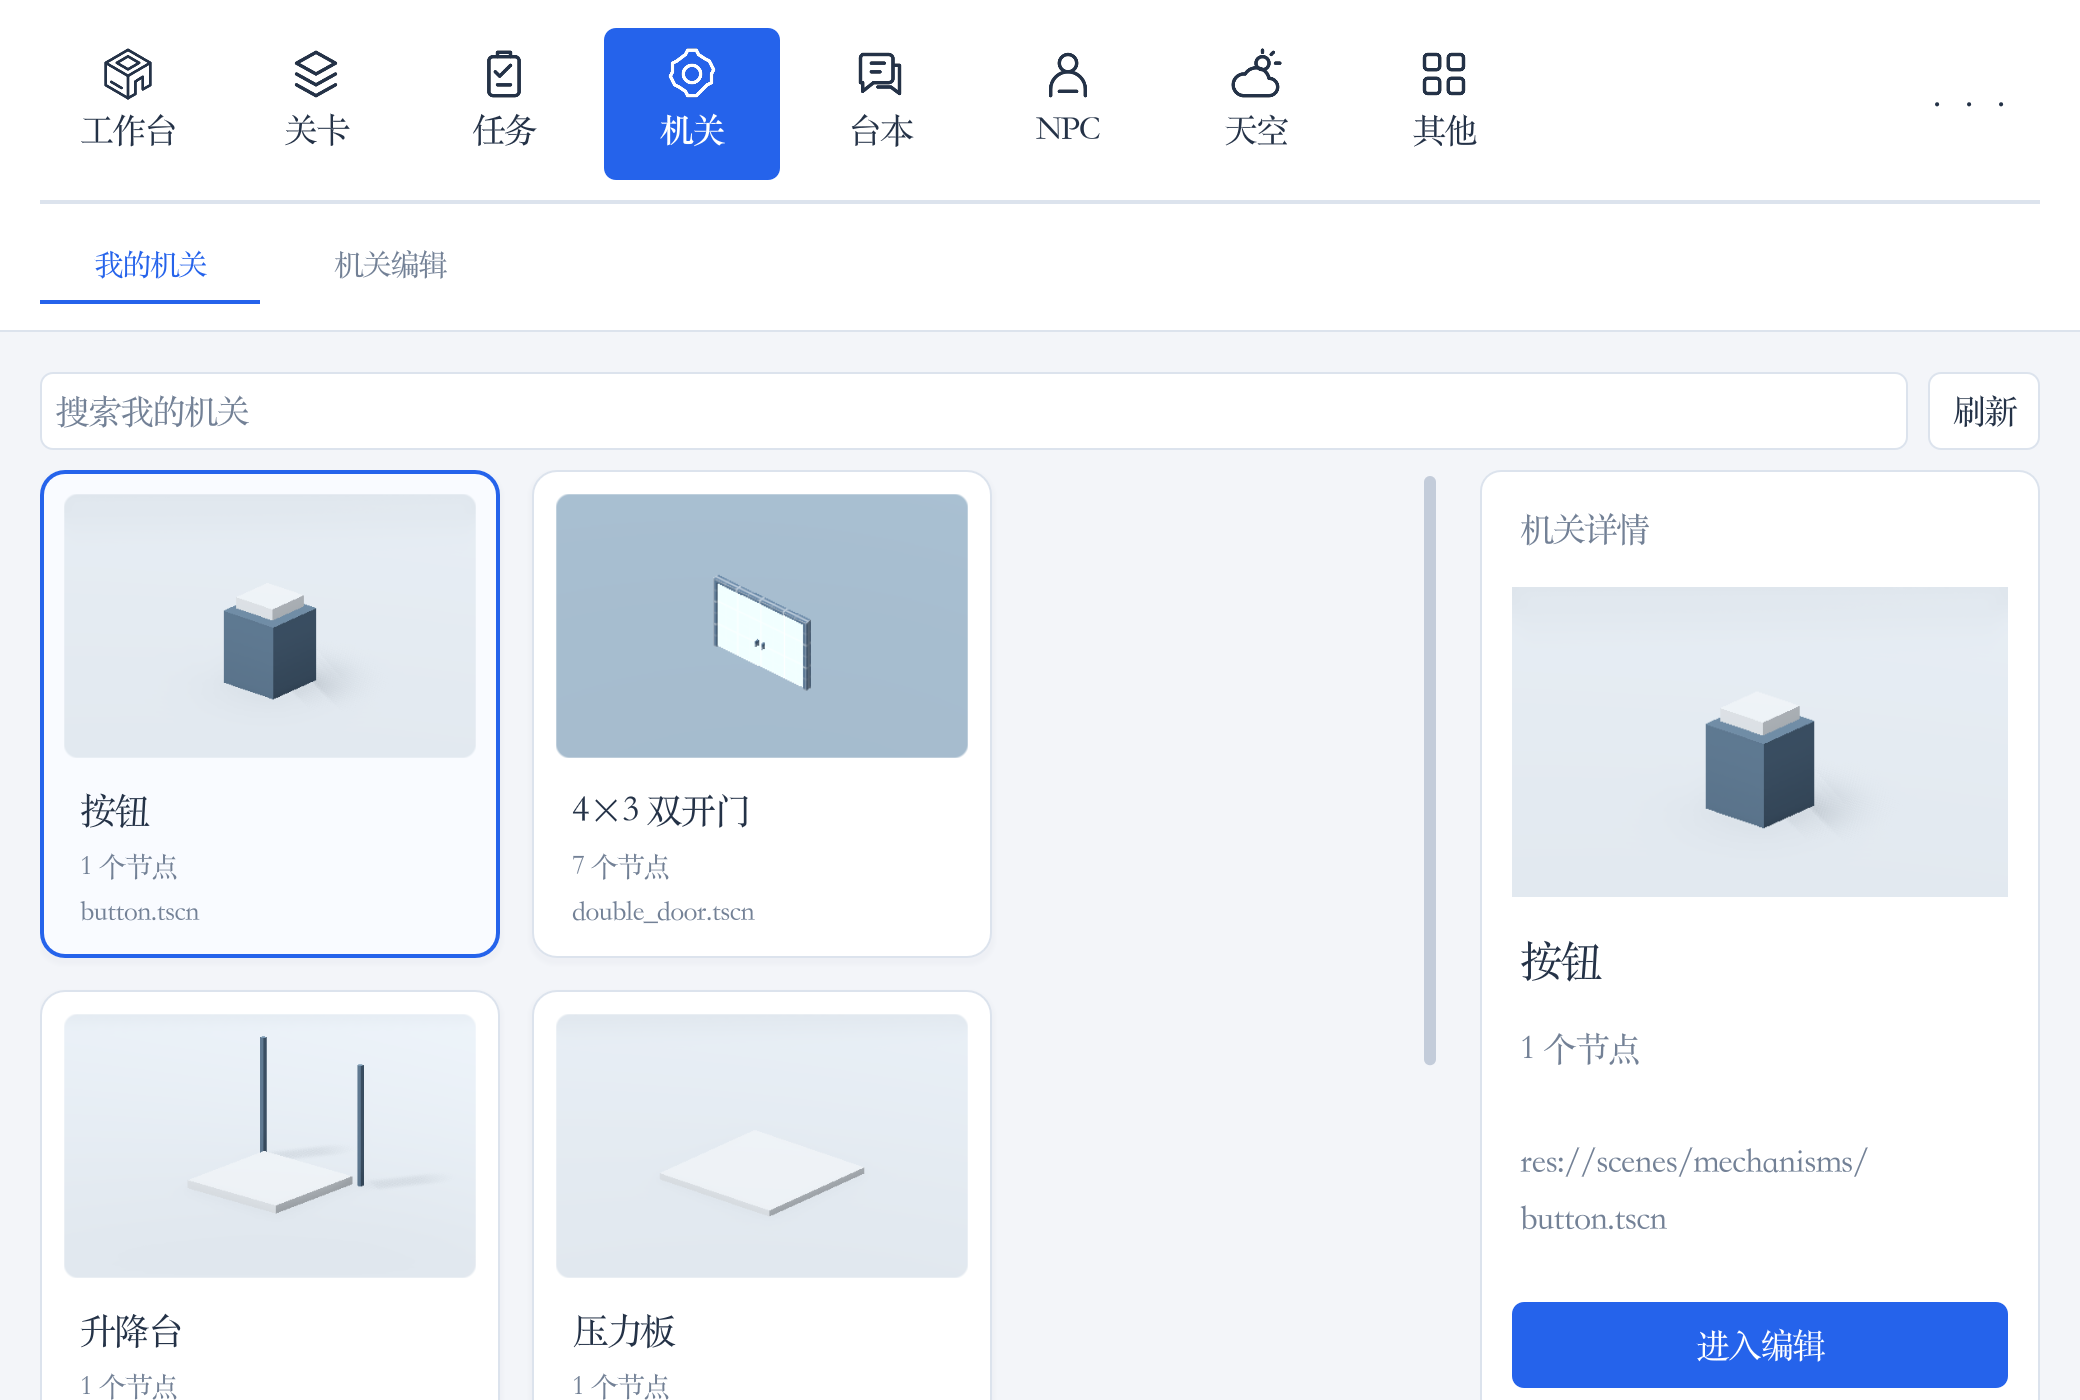 工作台
关卡
任务
机关
台本
NPC
天空
其他
· · ·
我的机关
机关编辑
搜索我的机关
刷新
按钮
1 个节点
button.tscn
4×3 双开门
7 个节点
double_door.tscn
升降台
1 个节点
压力板
1 个节点
机关详情
按钮
1 个节点
res://scenes/mechanisms/
button.tscn
进入编辑